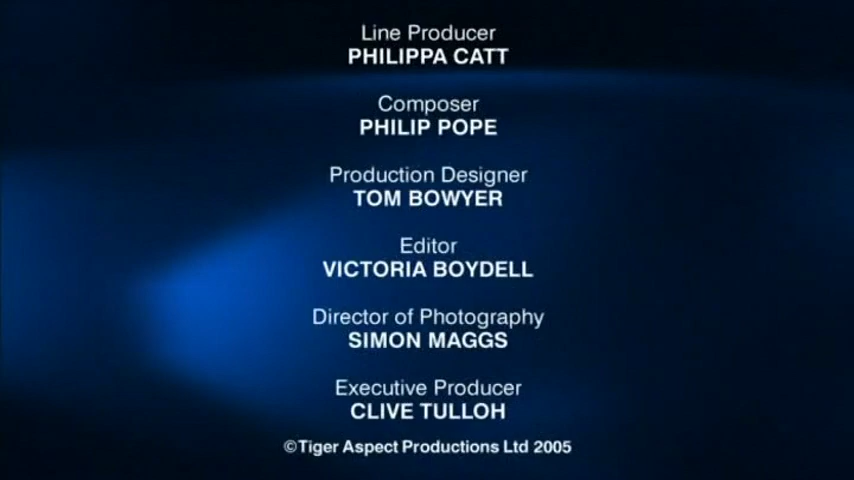 Line Producer
PHILIPPA CATT
Composer
PHILIP POPE
Production Designer
TOM BOWYER
Editor
VICTORIA BOYDELL
Director of Photography
SIMON MAGGS
Executive Producer
CLIVE TULLOH
©Tiger Aspect Productions Ltd 2005